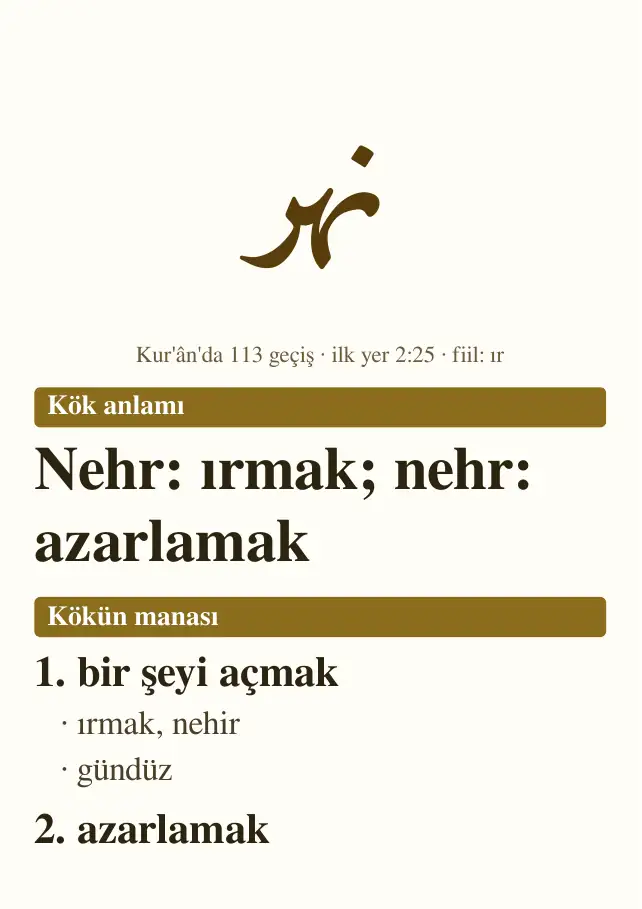 نهر
Kur'ân'da 113 geçiş · ilk yer 2:25 · fiil: ır
Kök anlamı
Nehr: ırmak; nehr:
azarlamak
Kökün manası
1. bir şeyi açmak
· ırmak, nehir
· gündüz
2. azarlamak